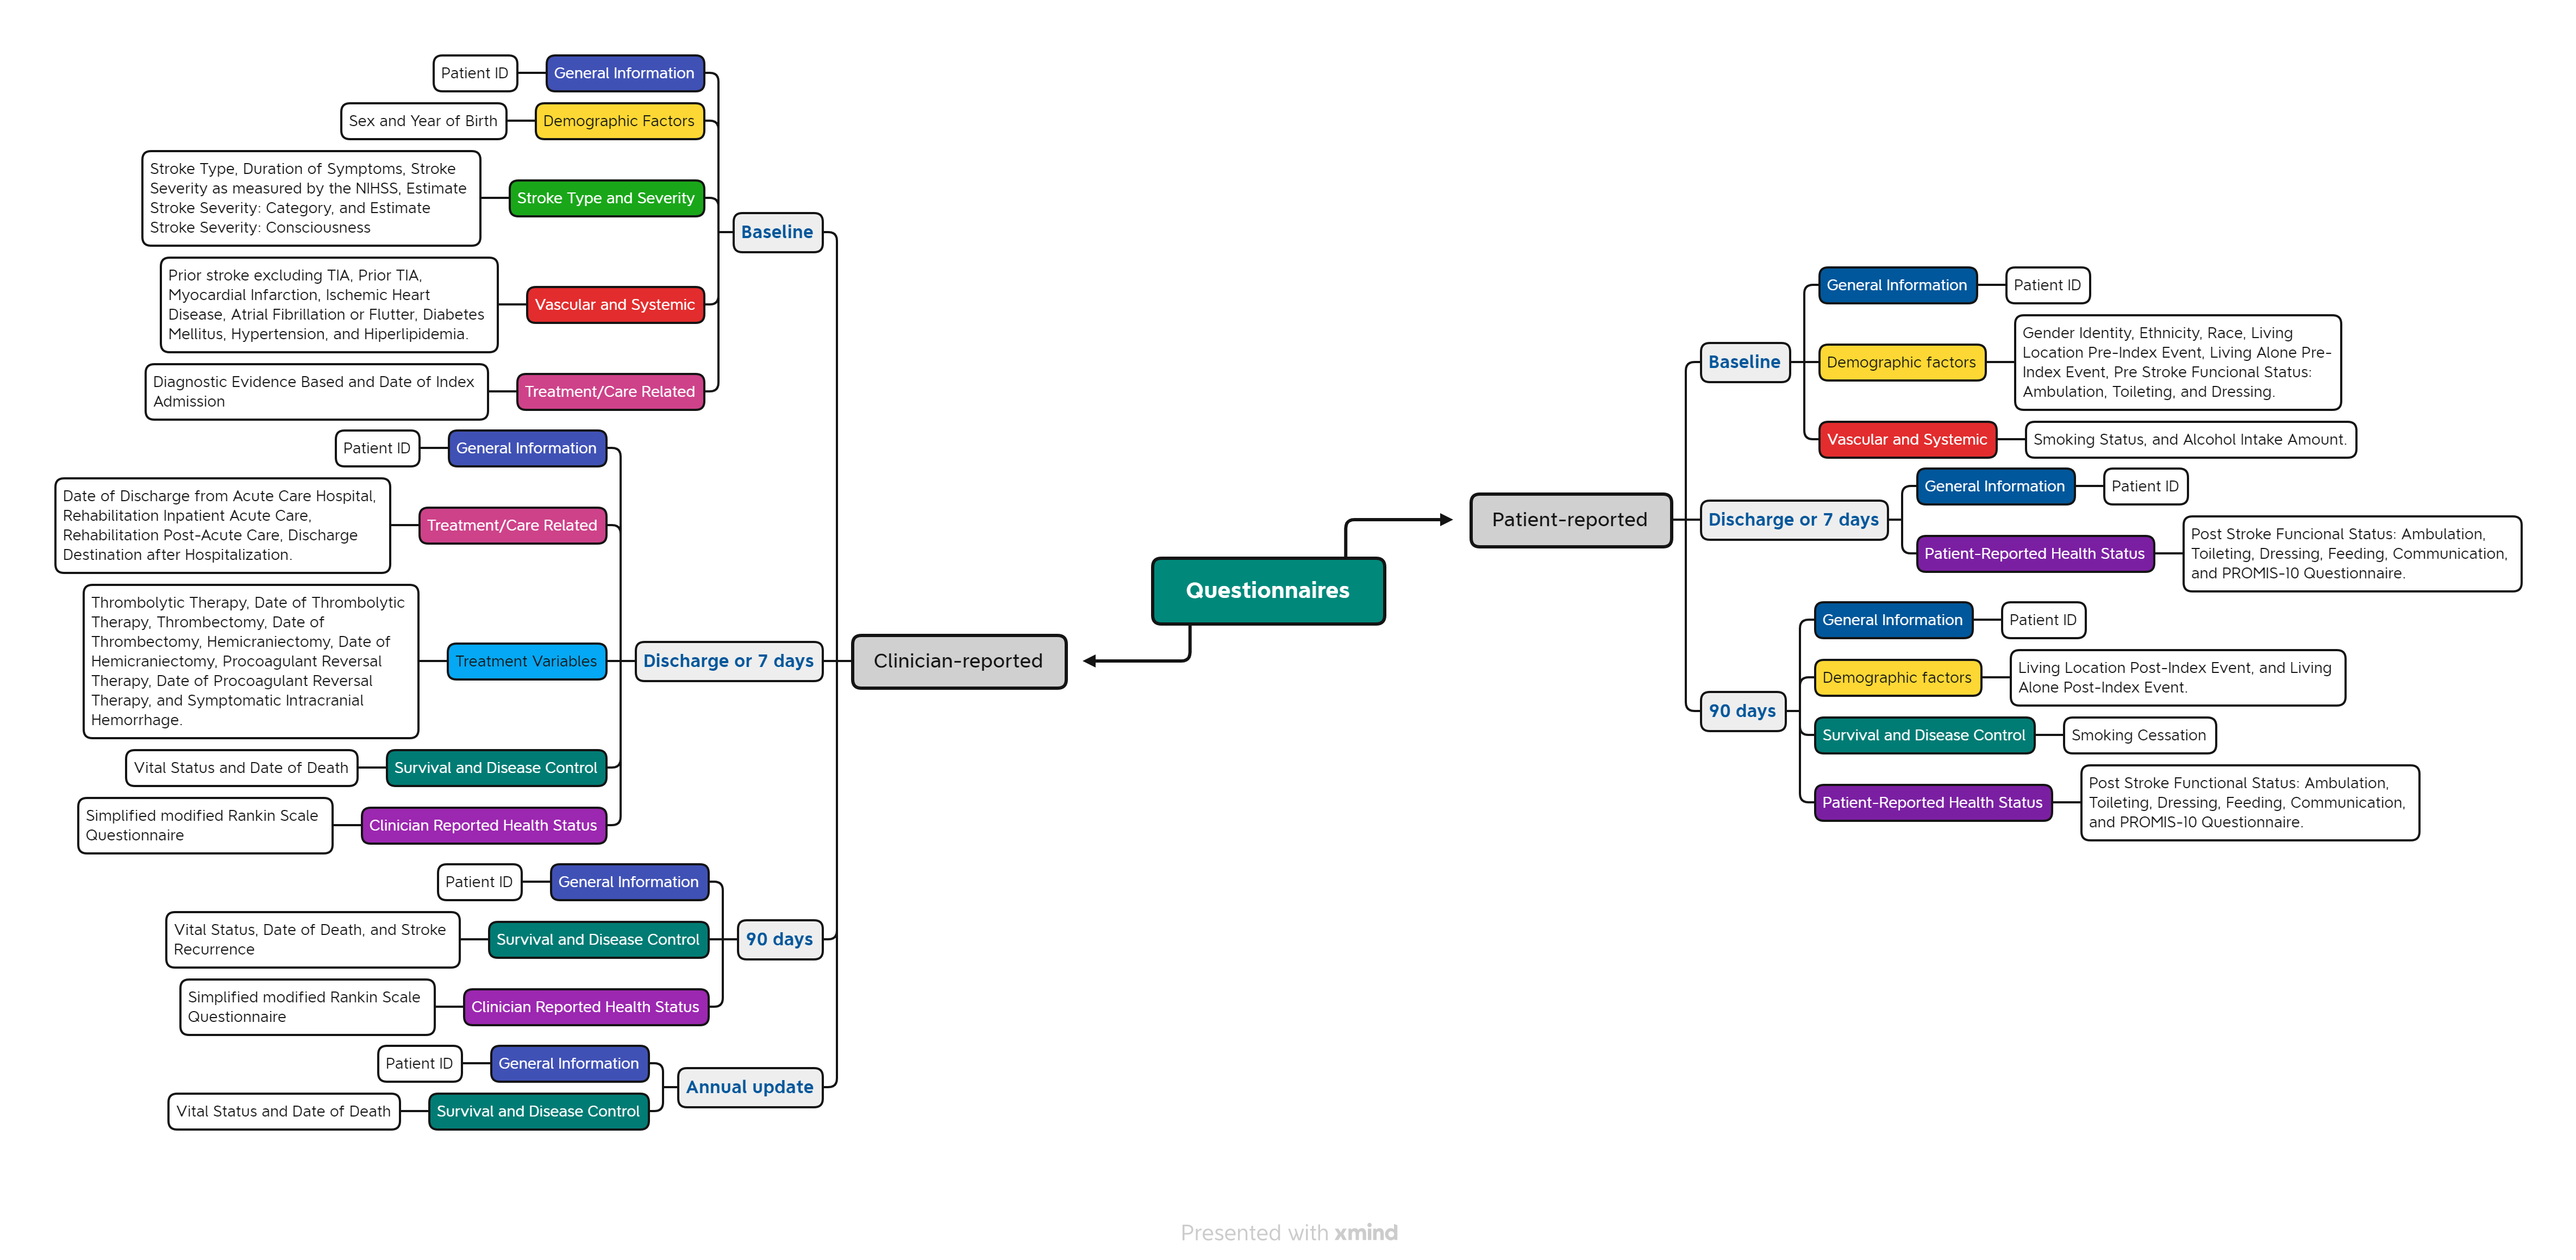 Questionnaires
Clinician-reported
Baseline
General Information
Patient ID
Demographic Factors
Sex and Year of Birth
Stroke Type and Severity
Stroke Type, Duration of Symptoms, Stroke
Severity as measured by the NIHSS, Estimate
Stroke Severity: Category, and Estimate
Stroke Severity: Consciousness
Vascular and Systemic
Prior stroke excluding TIA, Prior TIA,
Myocardial Infarction, Ischemic Heart
Disease, Atrial Fibrillation or Flutter, Diabetes
Mellitus, Hypertension, and Hiperlipidemia.
Treatment/Care Related
Diagnostic Evidence Based and Date of Index
Admission
Discharge or 7 days
General Information
Patient ID
Treatment/Care Related
Date of Discharge from Acute Care Hospital,
Rehabilitation Inpatient Acute Care,
Rehabilitation Post-Acute Care, Discharge
Destination after Hospitalization.
Treatment Variables
Thrombolytic Therapy, Date of Thrombolytic
Therapy, Thrombectomy, Date of
Thrombectomy, Hemicraniectomy, Date of
Hemicraniectomy, Procoagulant Reversal
Therapy, Date of Procoagulant Reversal
Therapy, and Symptomatic Intracranial
Hemorrhage.
Survival and Disease Control
Vital Status and Date of Death
Clinician Reported Health Status
Simplified modified Rankin Scale
Questionnaire
90 days
General Information
Patient ID
Survival and Disease Control
Vital Status, Date of Death, and Stroke
Recurrence
Clinician Reported Health Status
Simplified modified Rankin Scale
Questionnaire
Annual update
General Information
Patient ID
Survival and Disease Control
Vital Status and Date of Death
Patient-reported
Baseline
General Information
Patient ID
Demographic factors
Gender Identity, Ethnicity, Race, Living
Location Pre-Index Event, Living Alone Pre-
Index Event, Pre Stroke Funcional Status:
Ambulation, Toileting, and Dressing.
Vascular and Systemic
Smoking Status, and Alcohol Intake Amount.
Discharge or 7 days
General Information
Patient ID
Patient-Reported Health Status
Post Stroke Funcional Status: Ambulation,
Toileting, Dressing, Feeding, Communication,
and PROMIS-10 Questionnaire.
90 days
General Information
Patient ID
Demographic factors
Living Location Post-Index Event, and Living
Alone Post-Index Event.
Survival and Disease Control
Smoking Cessation
Patient-Reported Health Status
Post Stroke Functional Status: Ambulation,
Toileting, Dressing, Feeding, Communication,
and PROMIS-10 Questionnaire.
Presented with xmind